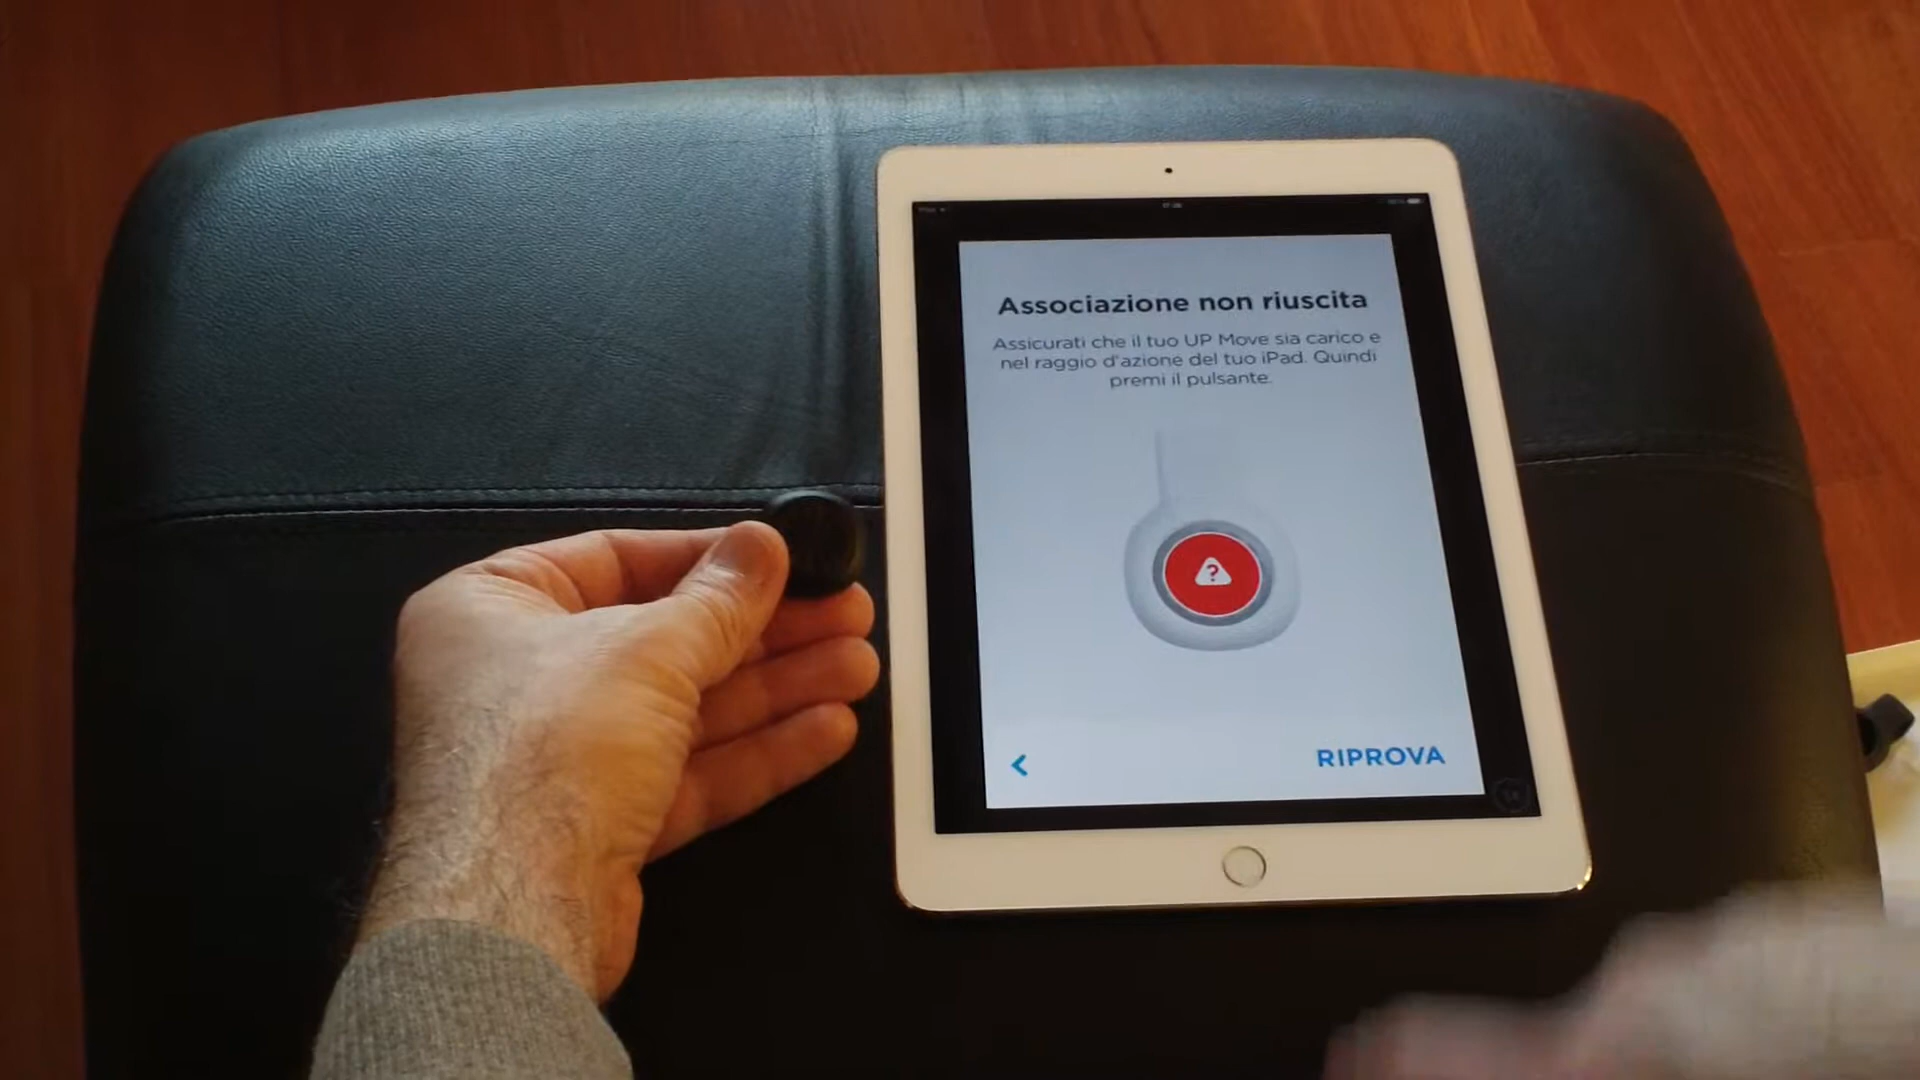 Associazione non riuscita
Assicurati che il tuo UP Move sia carico e
nel raggio d'azione del tuo iPad. Quindi
premi il pulsante.
?
RIPROVA